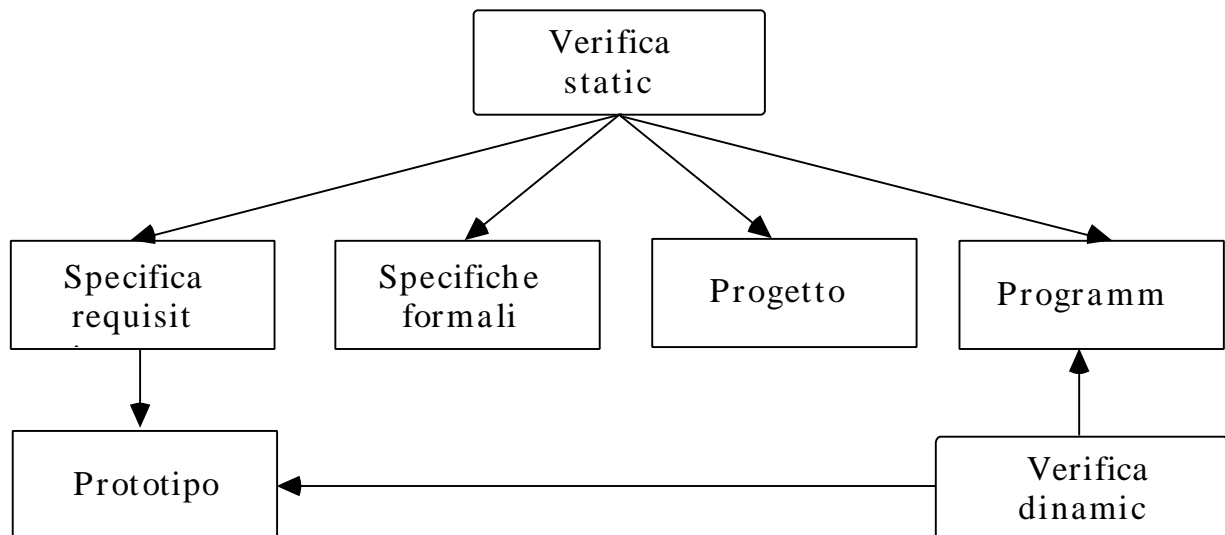 Verifica
static
Specifica
requisit
Specifiche
formali
Progetto
Programm
Prototipo
Verifica
dinamic